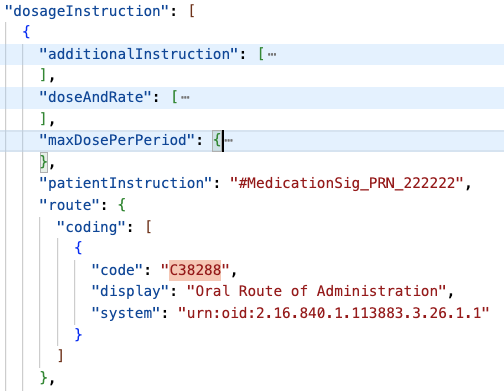 "dosageInstruction": [
{
"additionalInstruction": [⋯
],
"doseAndRate": [⋯
],
"maxDosePerPeriod": {⋯
},
"patientInstruction": "#MedicationSig_PRN_222222",
"route": {
"coding": [
{
"code": "C38288",
"display": "Oral Route of Administration",
"system": "urn:oid:2.16.840.1.113883.3.26.1.1"
}
]
},